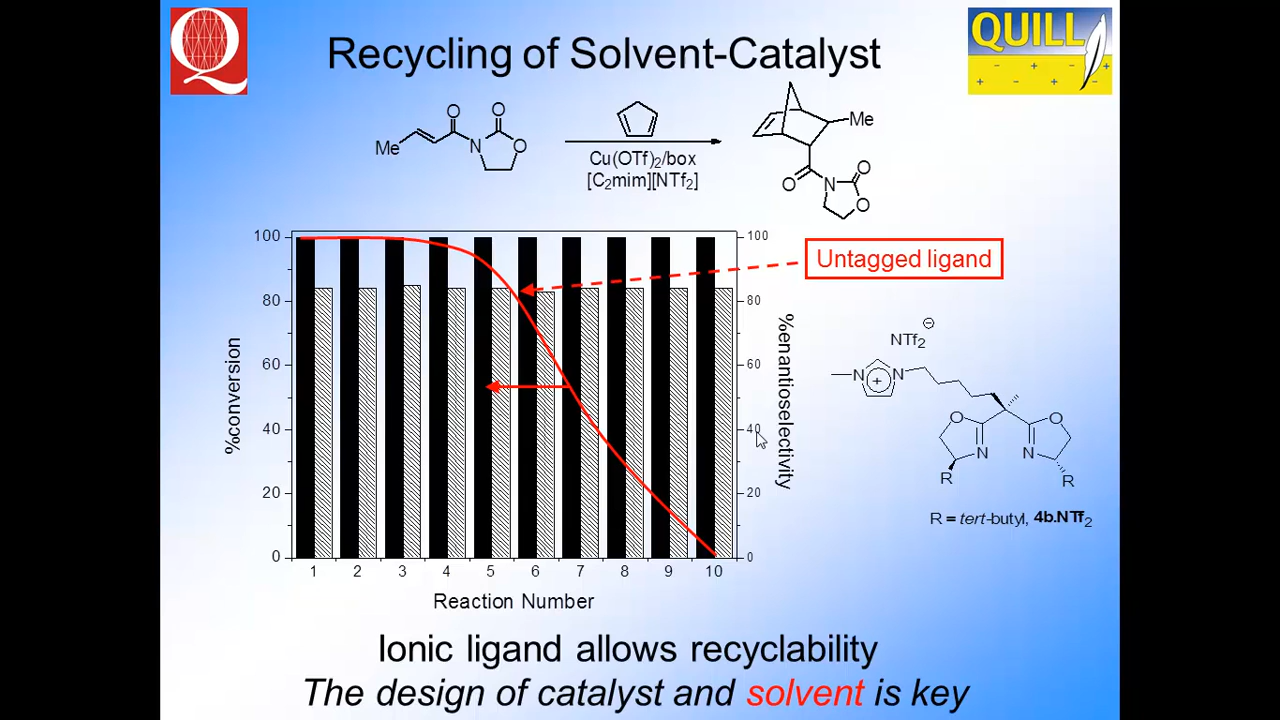 QUILL
Recycling of Solvent-Catalyst
Me
O
O
N
O
Cu(OTf)2/box
[C2mim][NTf2]
Me
O
N
O
O
100
80
60
40
20
0
%conversion
100
80
60
40
20
0
%enantioselectivity
1 2 3 4 5 6 7 8 9 10
Reaction Number
Untagged ligand
NTf2
N
N
+
O
O
N
N
R
R
R = tert-butyl, 4b.NTf2
Ionic ligand allows recyclability
The design of catalyst and solvent is key